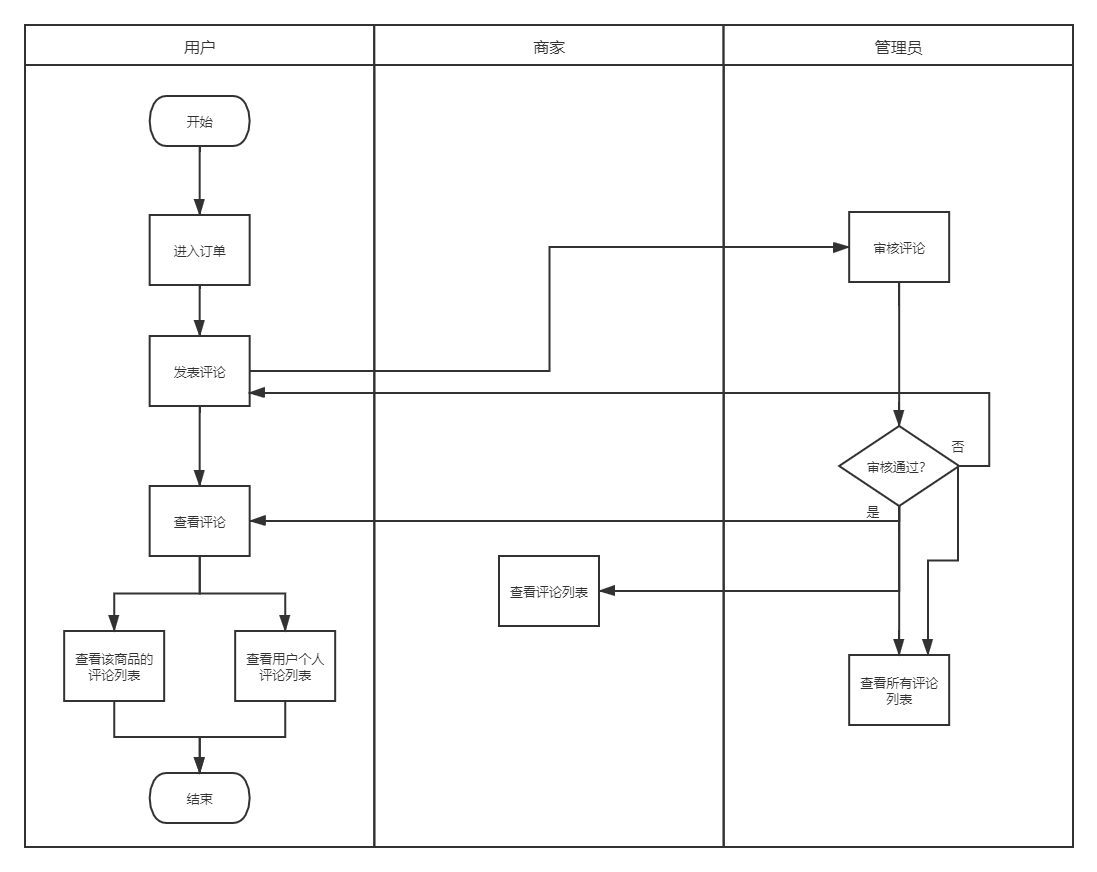 用户
商家
管理员
开始
进入订单
审核评论
发表评论
否
审核通过?
是
查看评论
查看评论列表
查看该商品的
评论列表
查看用户个人
评论列表
查看所有评论
列表
结束